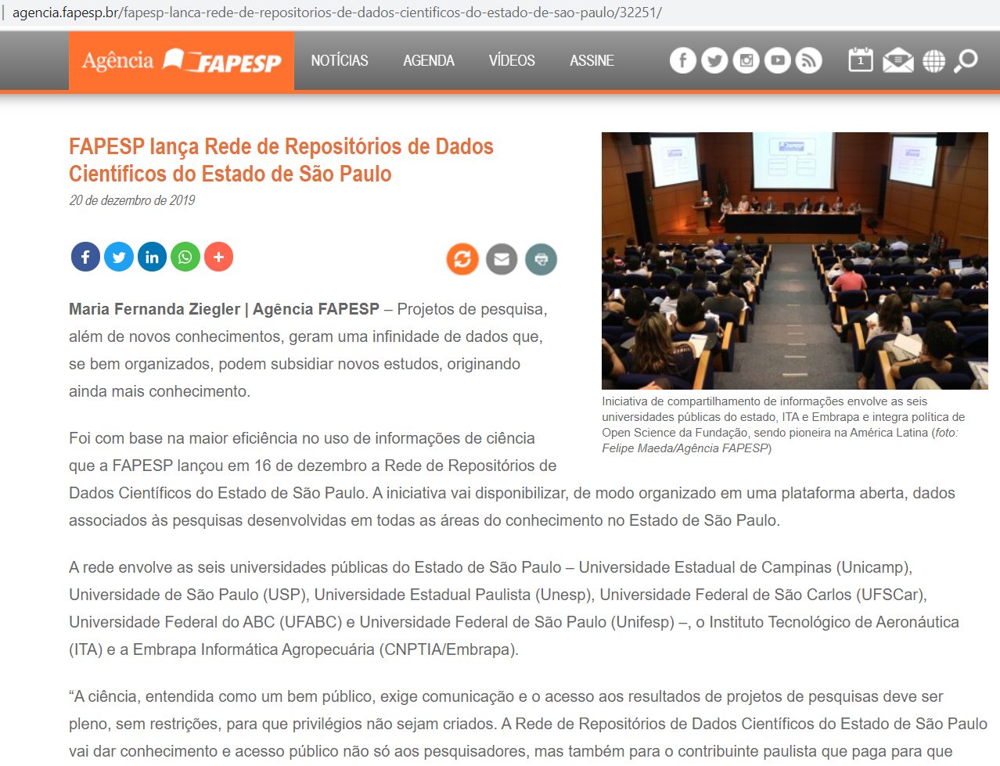 agencia.fapesp.br/fapesp-lanca-rede-de-repositorios-de-dados-cientificos-do-estado-de-sao-paulo/32251/
Agência FAPESP NOTÍCIAS AGENDA VÍDEOS ASSINE 1
FAPESP lança Rede de Repositórios de Dados
Científicos do Estado de São Paulo
20 de dezembro de 2019
FAPESP
Maria Fernanda Ziegler | Agência FAPESP – Projetos de pesquisa,
além de novos conhecimentos, geram uma infinidade de dados que,
se bem organizados, podem subsidiar novos estudos, originando
ainda mais conhecimento.
Iniciativa de compartilhamento de informações envolve as seis
universidades públicas do estado, ITA e Embrapa e integra política de
Open Science da Fundação, sendo pioneira na América Latina (foto:
Felipe Maeda/Agência FAPESP)
Foi com base na maior eficiência no uso de informações de ciência
que a FAPESP lançou em 16 de dezembro a Rede de Repositórios de
Dados Científicos do Estado de São Paulo. A iniciativa vai disponibilizar, de modo organizado em uma plataforma aberta, dados
associados às pesquisas desenvolvidas em todas as áreas do conhecimento no Estado de São Paulo.
A rede envolve as seis universidades públicas do Estado de São Paulo – Universidade Estadual de Campinas (Unicamp),
Universidade de São Paulo (USP), Universidade Estadual Paulista (Unesp), Universidade Federal de São Carlos (UFSCar),
Universidade Federal do ABC (UFABC) e Universidade Federal de São Paulo (Unifesp) –, o Instituto Tecnológico de Aeronáutica
(ITA) e a Embrapa Informática Agropecuária (CNPTIA/Embrapa).
“A ciência, entendida como um bem público, exige comunicação e o acesso aos resultados de projetos de pesquisas deve ser
pleno, sem restrições, para que privilégios não sejam criados. A Rede de Repositórios de Dados Científicos do Estado de São Paulo
vai dar conhecimento e acesso público não só aos pesquisadores, mas também para o contribuinte paulista que paga para que